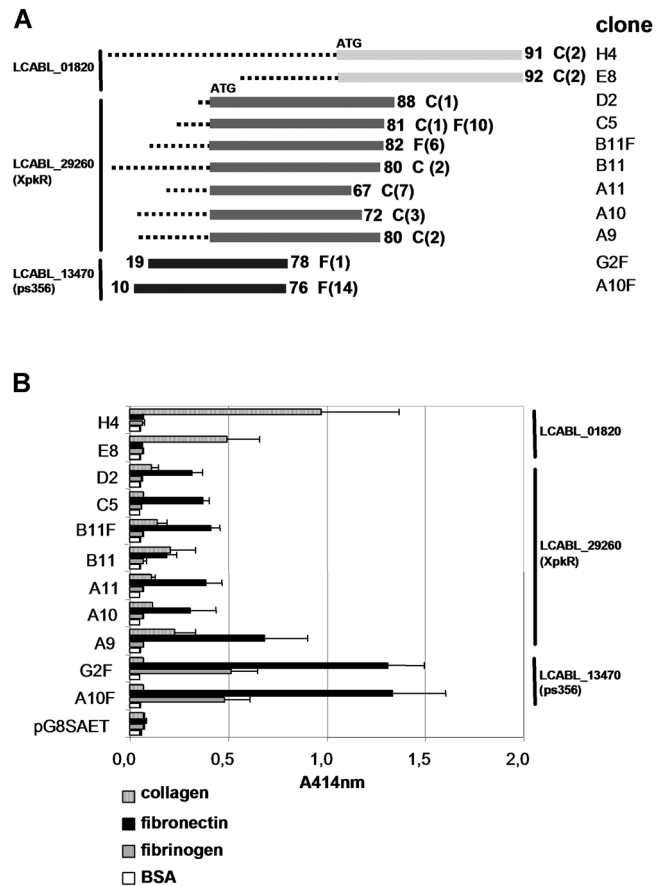 A
clone
ATG
LCABL_01820
91 C(2) H4
92 C(2) E8
ATG
LCABL_29260
(XpkR)
88 C(1) D2
81 C(1) F(10) C5
82 F(6) B11F
80 C (2) B11
67 C(7) A11
72 C(3) A10
80 C(2) A9
LCABL_13470
(ps356)
19 78 F(1) G2F
10 76 F(14) A10F
B
H4
E8
LCABL_01820
D2
C5
B11F
B11
A11
A10
A9
LCABL_29260
(XpkR)
G2F
A10F
LCABL_13470
(ps356)
pG8SAET
0,0 0,5 1,0 1,5 2,0
A414nm
collagen
fibronectin
fibrinogen
BSA